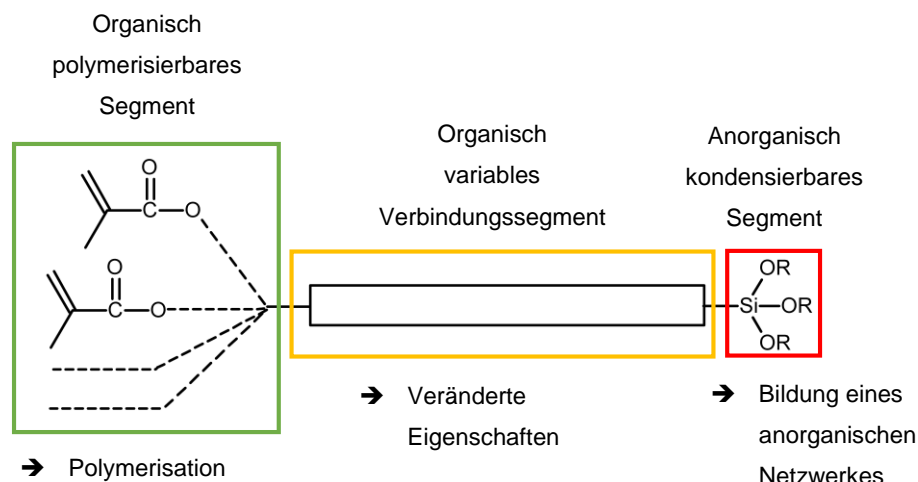 Organisch
polymerisierbares
Segment
Organisch
variables
Verbindungssegment
Anorganisch
kondensierbares
Segment
O
C
O
O
C
O
OR
Si
OR
OR
➔ Polymerisation
➔ Veränderte
Eigenschaften
➔ Bildung eines
anorganischen
Netzwerkes